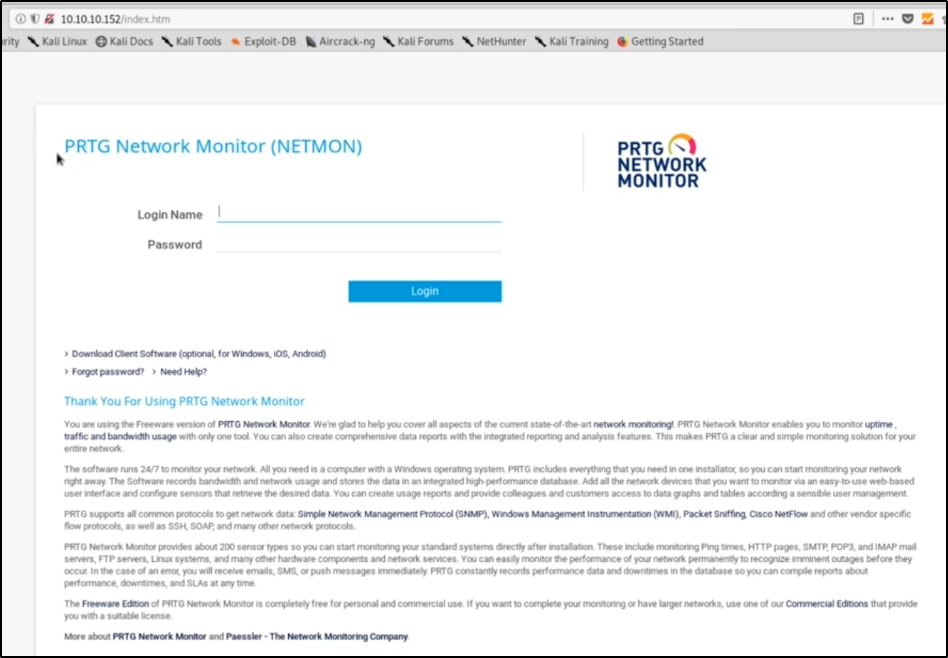 10.10.10.152/index.htm
Kali Linux Kali Docs Kali Tools Exploit-DB Aircrack-ng Kali Forums NetHunter Kali Training Getting Started
PRTG Network Monitor (NETMON)
PRTG
NETWORK
MONITOR
Login Name
Password
Login
> Download Client Software (optional, for Windows, iOS, Android)
> Forgot password? > Need Help?
Thank You For Using PRTG Network Monitor
You are using the Freeware version of PRTG Network Monitor. We're glad to help you cover all aspects of the current state-of-the-art network monitoring!. PRTG Network Monitor enables you to monitor uptime ,
traffic and bandwidth usage with only one tool. You can also create comprehensive data reports with the integrated reporting and analysis features. This makes PRTG a clear and simple monitoring solution for your
entire network.
The software runs 24/7 to monitor your network. All you need is a computer with a Windows operating system. PRTG includes everything that you need in one installator, so you can start monitoring your network
right away. The Software records bandwidth and network usage and stores the data in an integrated high-performance database. Add all the network devices that you want to monitor via an easy-to-use web-based
user interface and configure sensors that retrieve the desired data. You can create usage reports and provide colleagues and customers access to data graphs and tables according a sensible user management.
PRTG supports all common protocols to get network data: Simple Network Management Protocol (SNMP), Windows Management Instrumentation (WMI), Packet Sniffing, Cisco NetFlow and other vendor specific
flow protocols, as well as SSH, SOAP, and many other network protocols.
PRTG Network Monitor provides about 200 sensor types so you can start monitoring your standard systems directly after installation. These include monitoring Ping times, HTTP pages, SMTP, POP3, and IMAP mail
servers, FTP servers, Linux systems, and many other hardware components and network services. You can easily monitor the performance of your network permanently to recognize imminent outages before they
occur. In the case of an error, you will receive emails, SMS, or push messages immediately. PRTG constantly records performance data and downtimes in the database so you can compile reports about
performance, downtimes, and SLAs at any time.
The Freeware Edition of PRTG Network Monitor is completely free for personal and commercial use. If you want to complete your monitoring or have larger networks, use one of our Commercial Editions that provide
you with a suitable license.
More about PRTG Network Monitor and Paessler - The Network Monitoring Company.